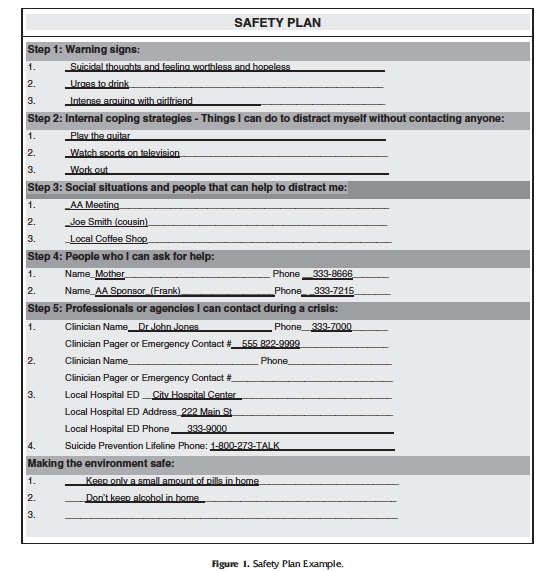 SAFETY PLAN
Step 1: Warning signs:
1. Suicidal thoughts and feeling worthless and hopeless
2. Urges to drink
3. Intense arguing with girlfriend
Step 2: Internal coping strategies - Things I can do to distract myself without contacting anyone:
1. Play the guitar
2. Watch sports on television
3. Work out
Step 3: Social situations and people that can help to distract me:
1. AA Meeting
2. Joe Smith (cousin)
3. Local Coffee Shop
Step 4: People who I can ask for help:
1. Name Mother Phone 333-8666
2. Name AA Sponsor (Frank) Phone 333-7215
Step 5: Professionals or agencies I can contact during a crisis:
1. Clinician Name Dr John Jones Phone 333-7000
Clinician Pager or Emergency Contact # 555 822-9999
2. Clinician Name Phone
Clinician Pager or Emergency Contact #
3. Local Hospital ED City Hospital Center
Local Hospital ED Address 222 Main St
Local Hospital ED Phone 333-9000
4. Suicide Prevention Lifeline Phone: 1-800-273-TALK
Making the environment safe:
1. Keep only a small amount of pills in home
2. Don't keep alcohol in home
3.
Figure 1. Safety Plan Example.